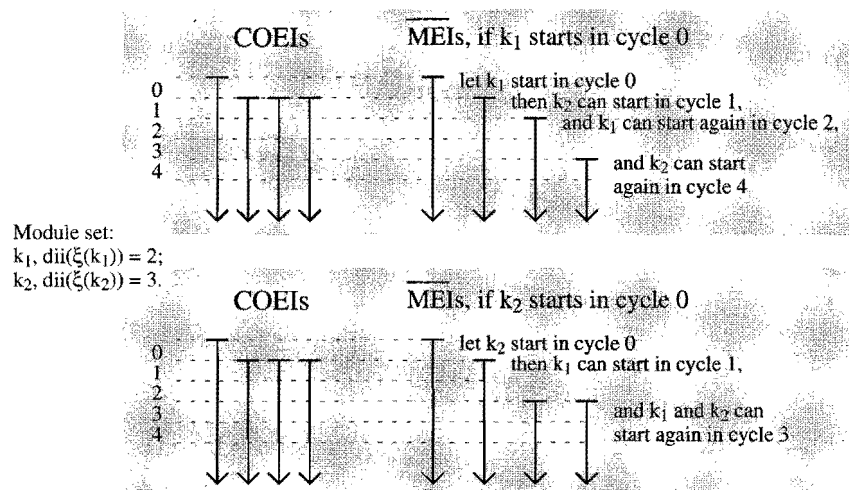 COEIs
MEIs, if k₁ starts in cycle 0
let k₁ start in cycle 0
0
then k₂ can start in cycle 1,
1
and k₁ can start again in cycle 2,
2
3
and k₂ can start
4
again in cycle 4
Module set:
k₁, dii(ξ(k₁)) = 2;
k₂, dii(ξ(k₂)) = 3.
COEIs
MEIs, if k₂ starts in cycle 0
let k₂ start in cycle 0
0
then k₁ can start in cycle 1,
1
2
3
and k₁ and k₂ can
4
start again in cycle 3